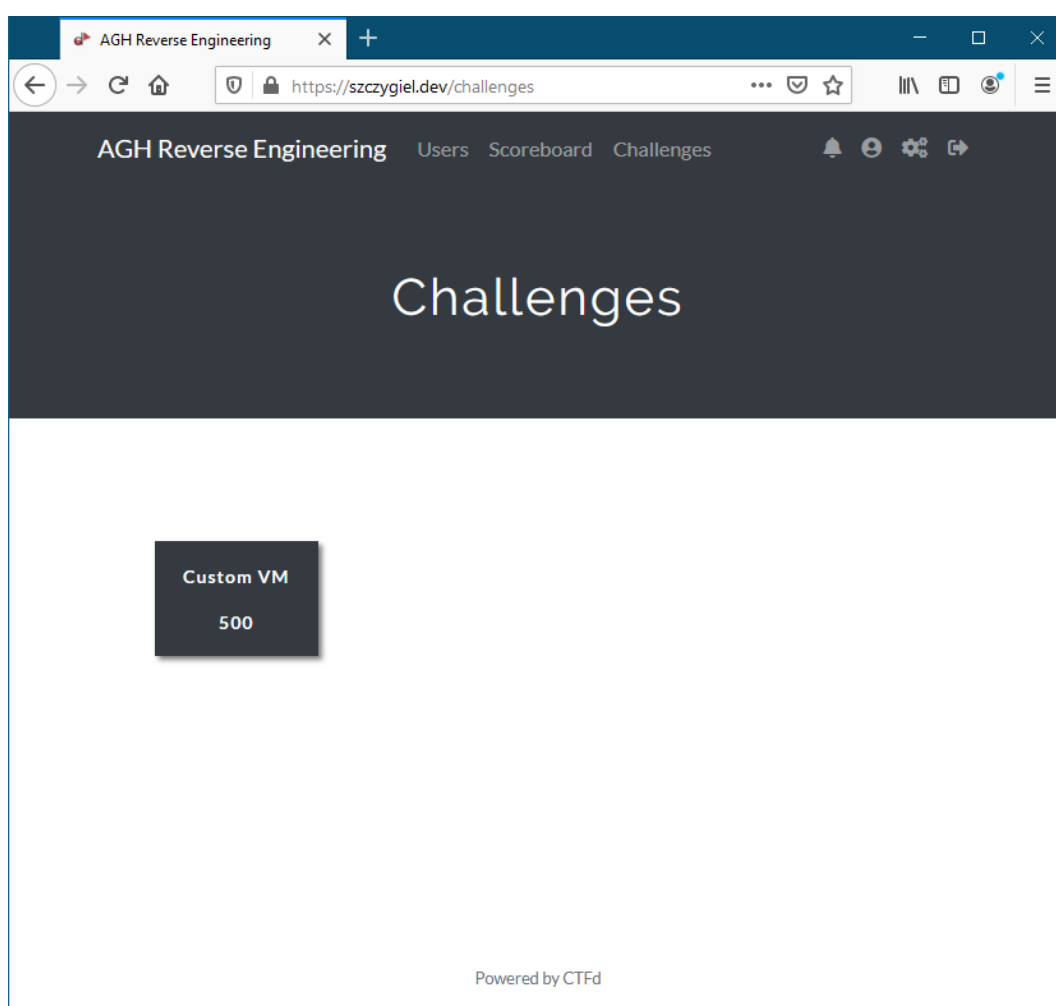 AGH Reverse Engineering
https://szczygiel.dev/challenges
AGH Reverse Engineering Users Scoreboard Challenges
Challenges
Custom VM
500
Powered by CTFd